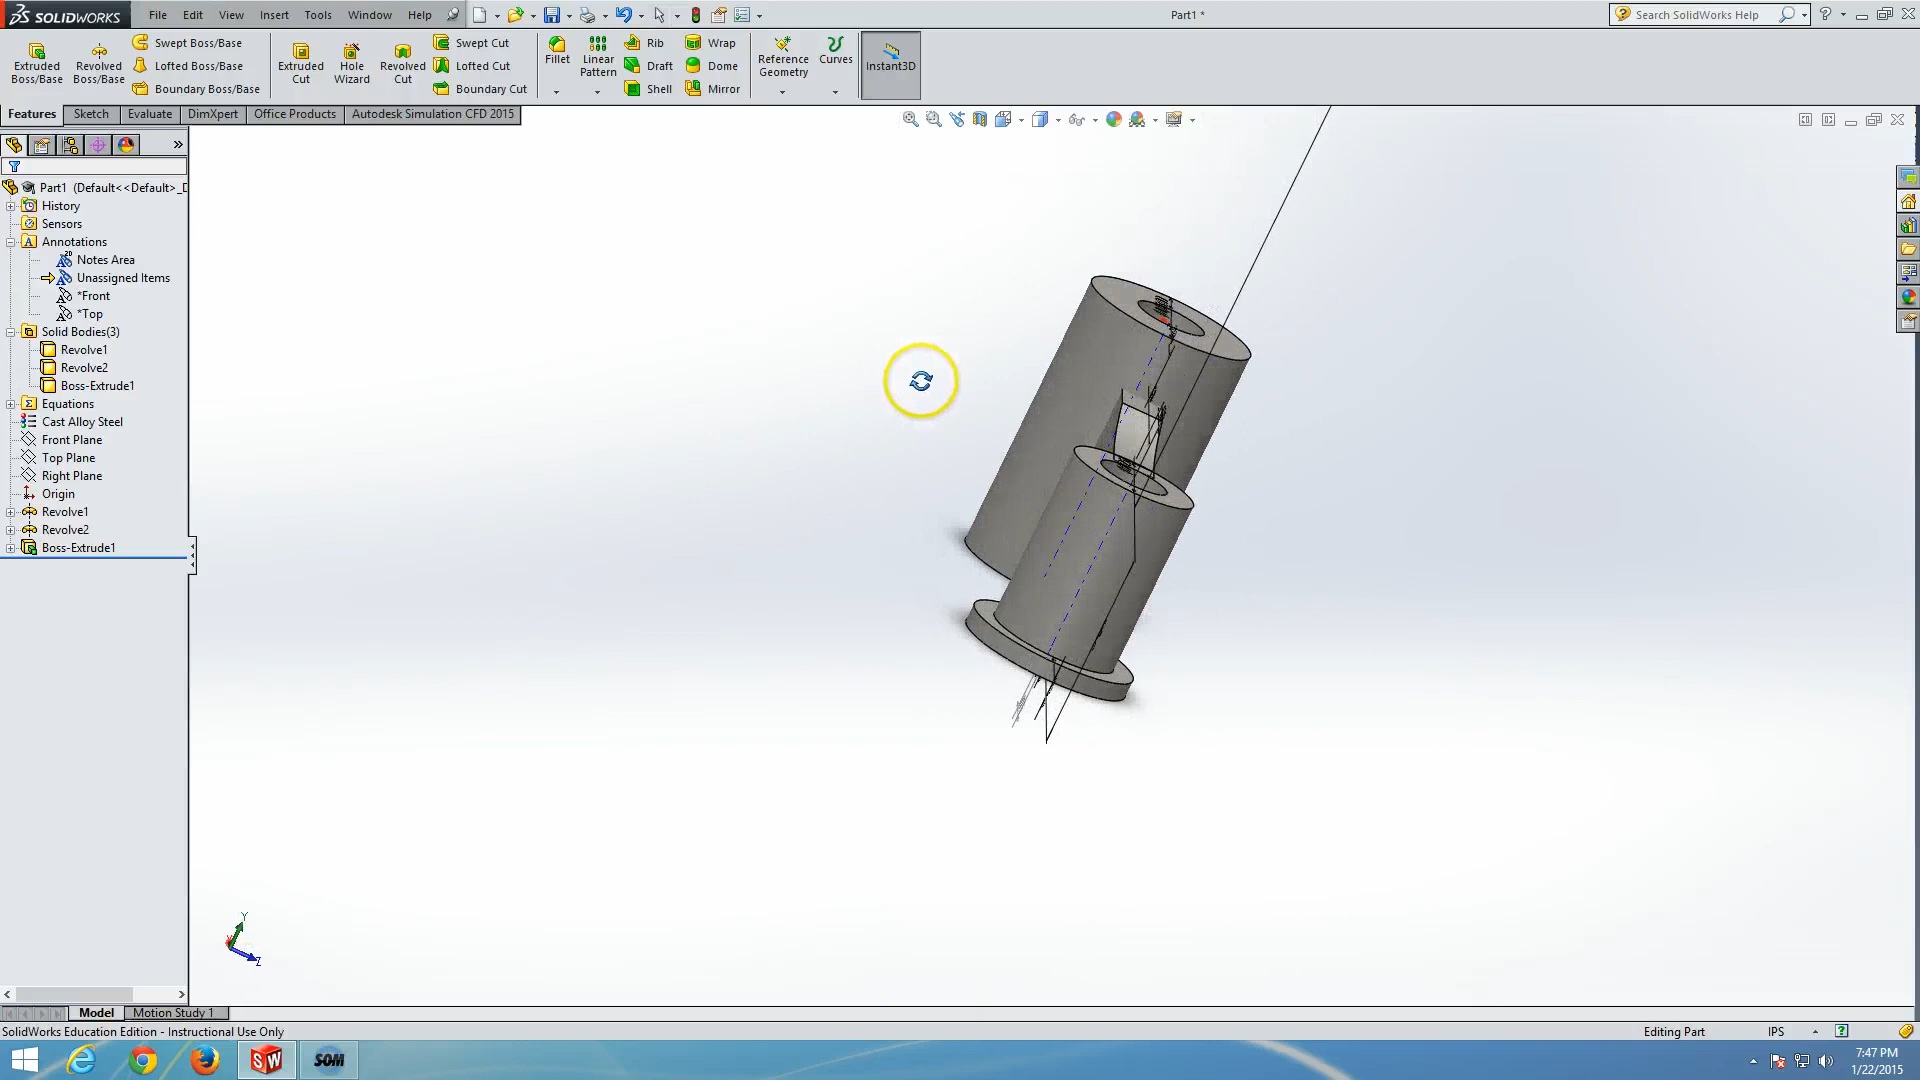 SOLIDWORKS File Edit View Insert Tools Window Help Part1 * Search SolidWorks Help
Extruded Boss/Base
Revolved Boss/Base
Swept Boss/Base
Lofted Boss/Base
Boundary Boss/Base
Extruded Cut
Hole Wizard
Revolved Cut
Swept Cut
Lofted Cut
Boundary Cut
Fillet
Linear Pattern
Rib
Draft
Shell
Wrap
Dome
Mirror
Reference Geometry
Curves
Instant3D
Features Sketch Evaluate DimXpert Office Products Autodesk Simulation CFD 2015
Part1 (Default<<Default>_D
History
Sensors
Annotations
Notes Area
Unassigned Items
*Front
*Top
Solid Bodies(3)
Revolve1
Revolve2
Boss-Extrude1
Equations
Cast Alloy Steel
Front Plane
Top Plane
Right Plane
Origin
Revolve1
Revolve2
Boss-Extrude1
Y
Z
Model Motion Study 1
SolidWorks Education Edition - Instructional Use Only Editing Part IPS
SW SOM
7:47 PM
1/22/2015